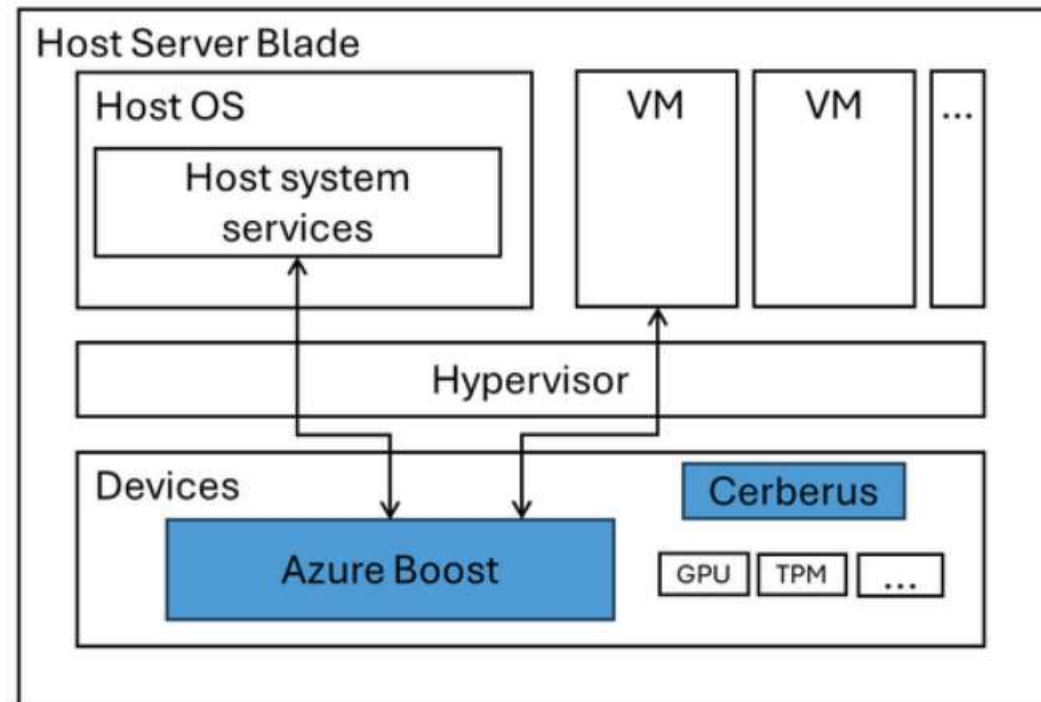 Host Server Blade
Host OS
Host system
services
VM
VM
...
Hypervisor
Devices
Azure Boost
Cerberus
GPU
TPM
...